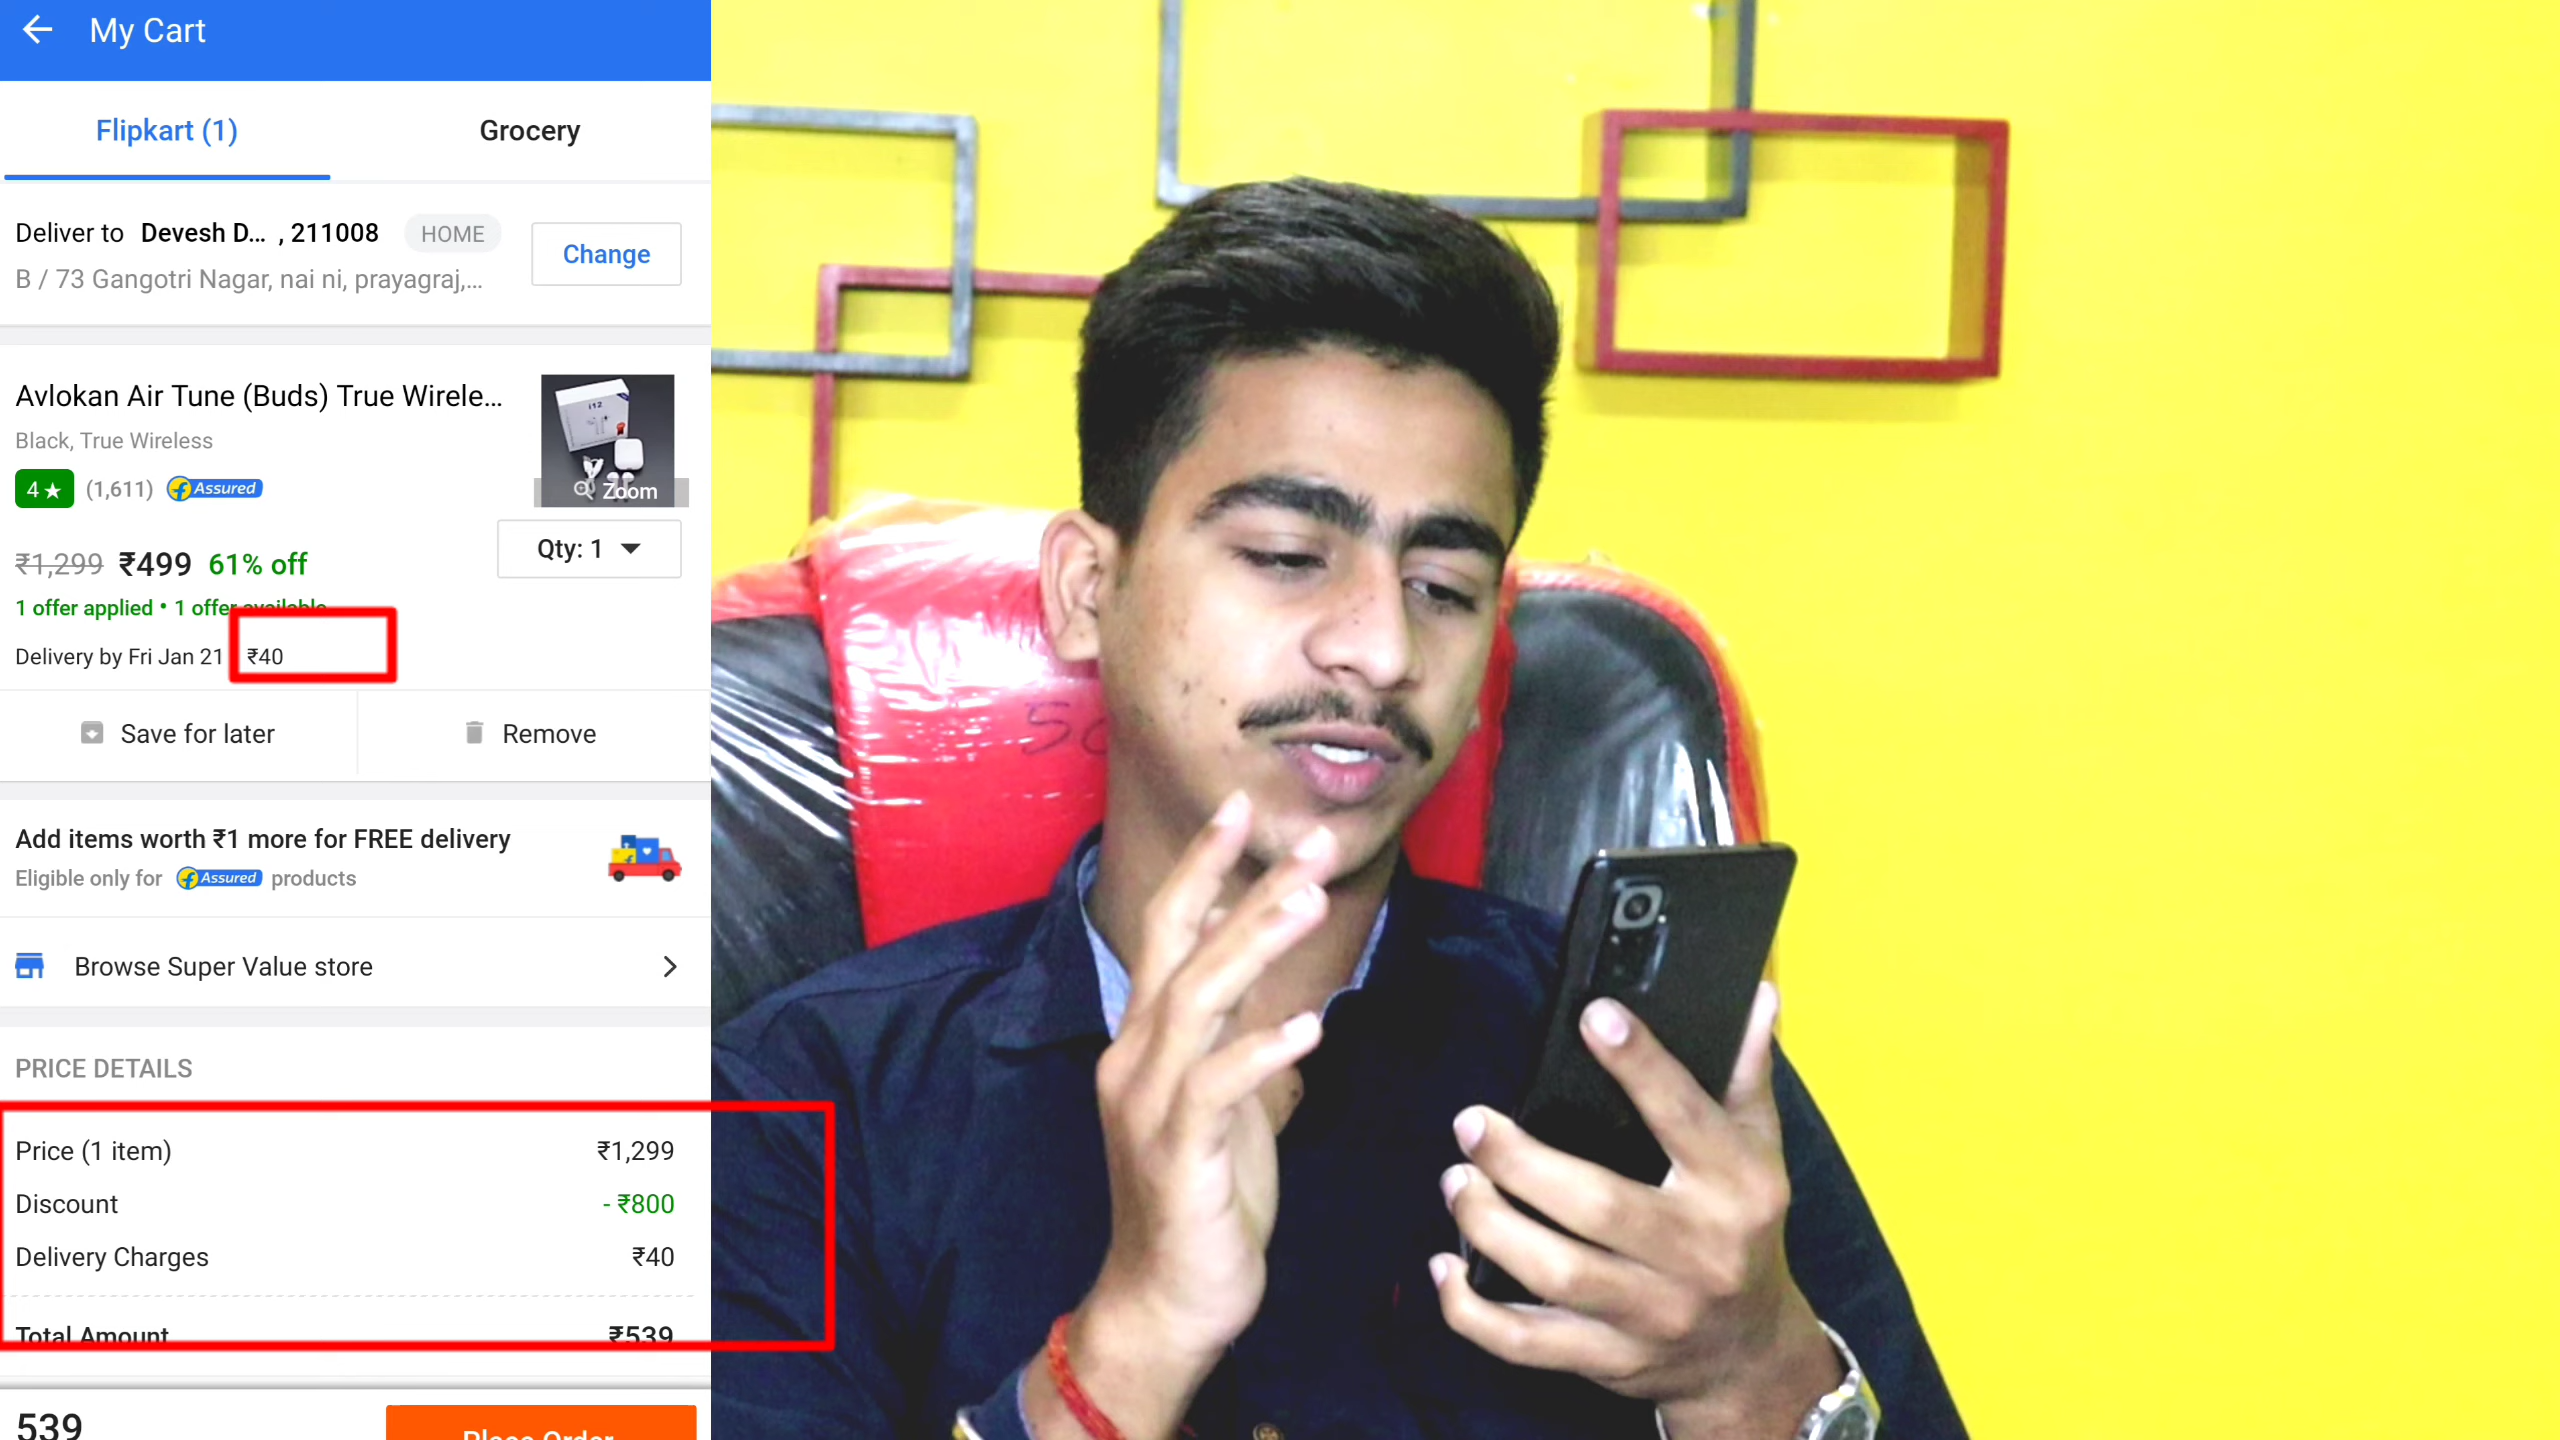 My Cart
Flipkart (1) Grocery
Deliver to Devesh D... , 211008 HOME
Change
B / 73 Gangotri Nagar, nai ni, prayagraj,...
Avlokan Air Tune (Buds) True Wirele...
Black, True Wireless
i12
4★ (1,611) Assured
Zoom
Qty: 1
₹1,299 ₹499 61% off
1 offer applied • 1 offer available
Delivery by Fri Jan 21 ₹40
Save for later Remove
Add items worth ₹1 more for FREE delivery
Eligible only for Assured products
Browse Super Value store
PRICE DETAILS
Price (1 item) ₹1,299
Discount - ₹800
Delivery Charges ₹40
Total Amount ₹539
539 Place Order